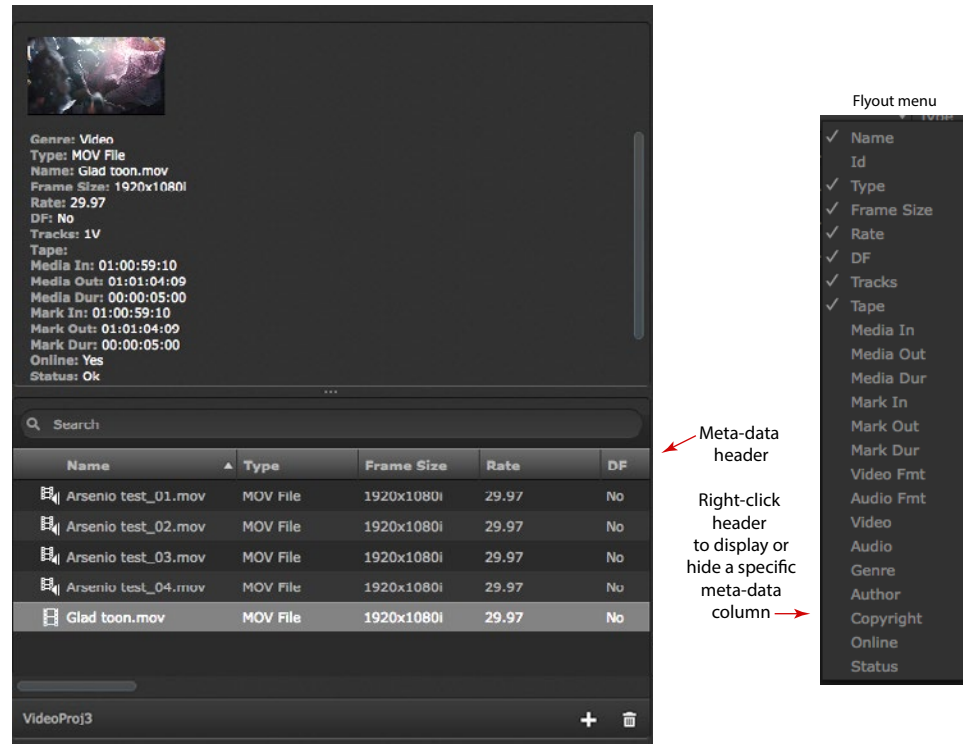 Genre: Video
Type: MOV File
Name: Glad toon.mov
Frame Size: 1920x1080i
Rate: 29.97
DF: No
Tracks: 1V
Tape:
Media In: 01:00:59:10
Media Out: 01:01:04:09
Media Dur: 00:00:05:00
Mark In: 01:00:59:10
Mark Out: 01:01:04:09
Mark Dur: 00:00:05:00
Online: Yes
Status: Ok
Search
Name Type Frame Size Rate DF
Arsenio test_01.mov MOV File 1920x1080i 29.97 No
Arsenio test_02.mov MOV File 1920x1080i 29.97 No
Arsenio test_03.mov MOV File 1920x1080i 29.97 No
Arsenio test_04.mov MOV File 1920x1080i 29.97 No
Glad toon.mov MOV File 1920x1080i 29.97 No
VideoProj3
Meta-data
header
Right-click
header
to display or
hide a specific
meta-data
column
Flyout menu
Type
Name
Id
Type
Frame Size
Rate
DF
Tracks
Tape
Media In
Media Out
Media Dur
Mark In
Mark Out
Mark Dur
Video Fmt
Audio Fmt
Video
Audio
Genre
Author
Copyright
Online
Status